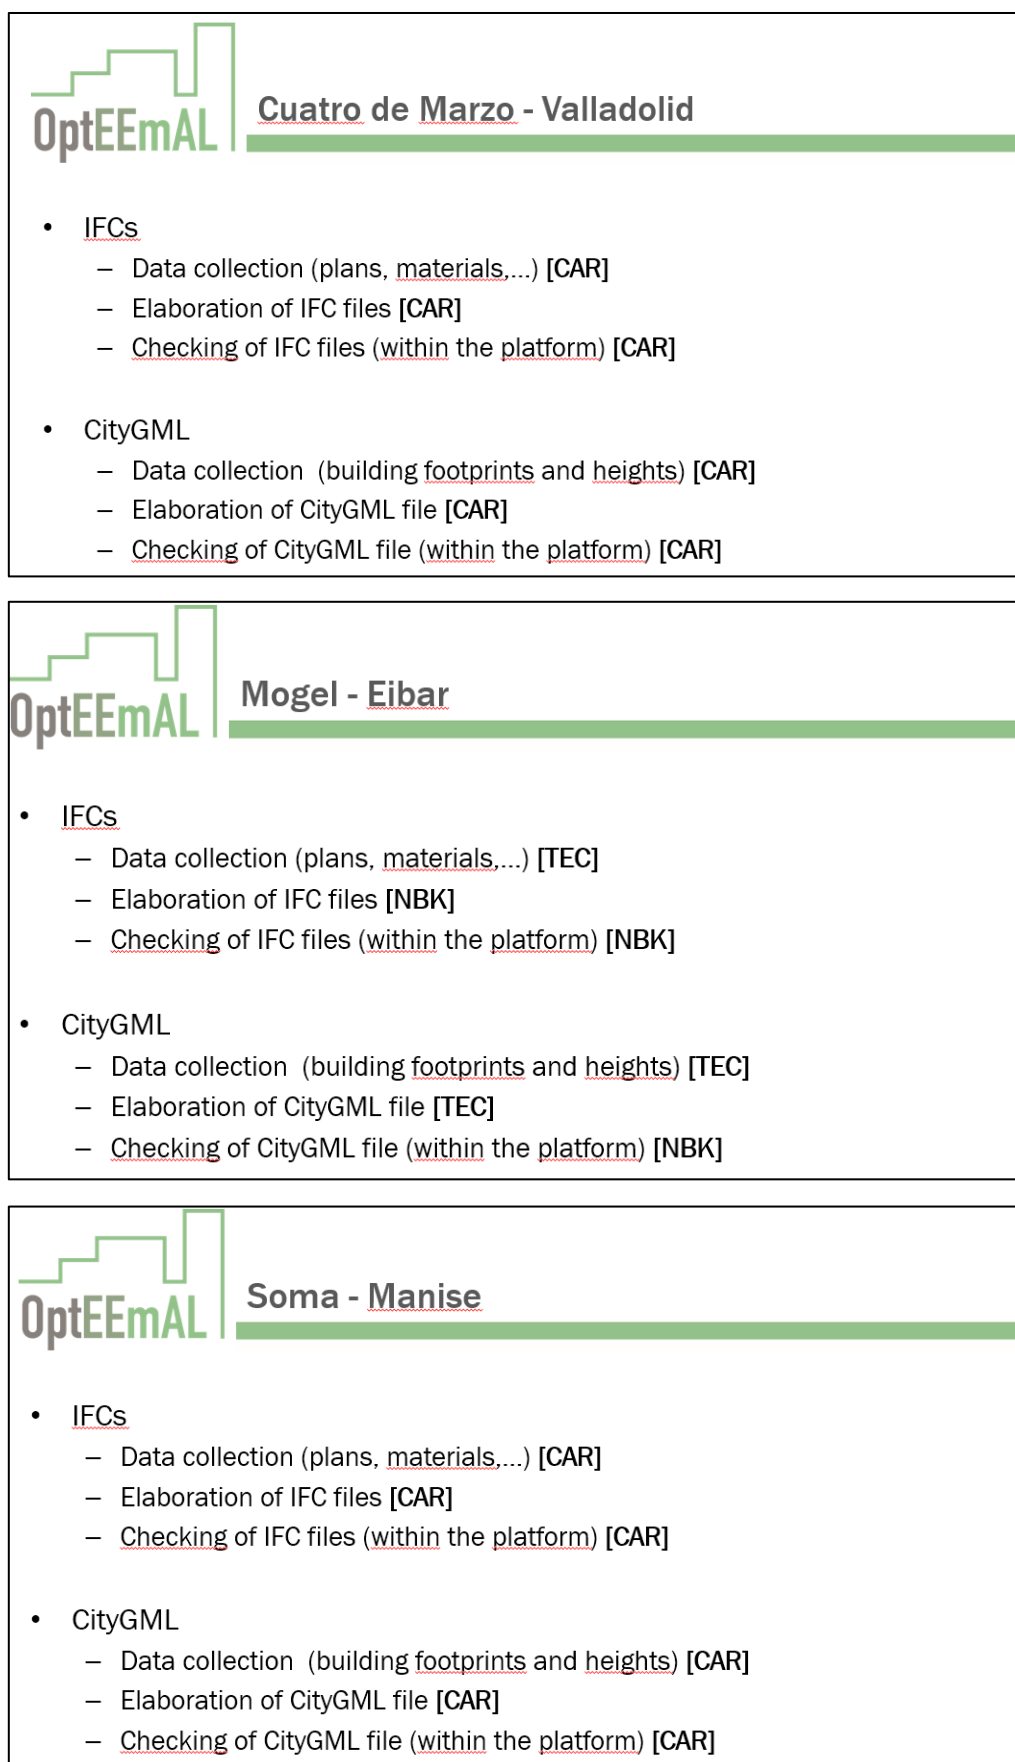 OptEEmAL
Cuatro de Marzo - Valladolid
• IFCs
– Data collection (plans, materials,...) [CAR]
– Elaboration of IFC files [CAR]
– Checking of IFC files (within the platform) [CAR]
• CityGML
– Data collection  (building footprints and heights) [CAR]
– Elaboration of CityGML file [CAR]
– Checking of CityGML file (within the platform) [CAR]
OptEEmAL
Mogel - Eibar
• IFCs
– Data collection (plans, materials,...) [TEC]
– Elaboration of IFC files [NBK]
– Checking of IFC files (within the platform) [NBK]
• CityGML
– Data collection  (building footprints and heights) [TEC]
– Elaboration of CityGML file [TEC]
– Checking of CityGML file (within the platform) [NBK]
OptEEmAL
Soma - Manise
• IFCs
– Data collection (plans, materials,...) [CAR]
– Elaboration of IFC files [CAR]
– Checking of IFC files (within the platform) [CAR]
• CityGML
– Data collection  (building footprints and heights) [CAR]
– Elaboration of CityGML file [CAR]
– Checking of CityGML file (within the platform) [CAR]